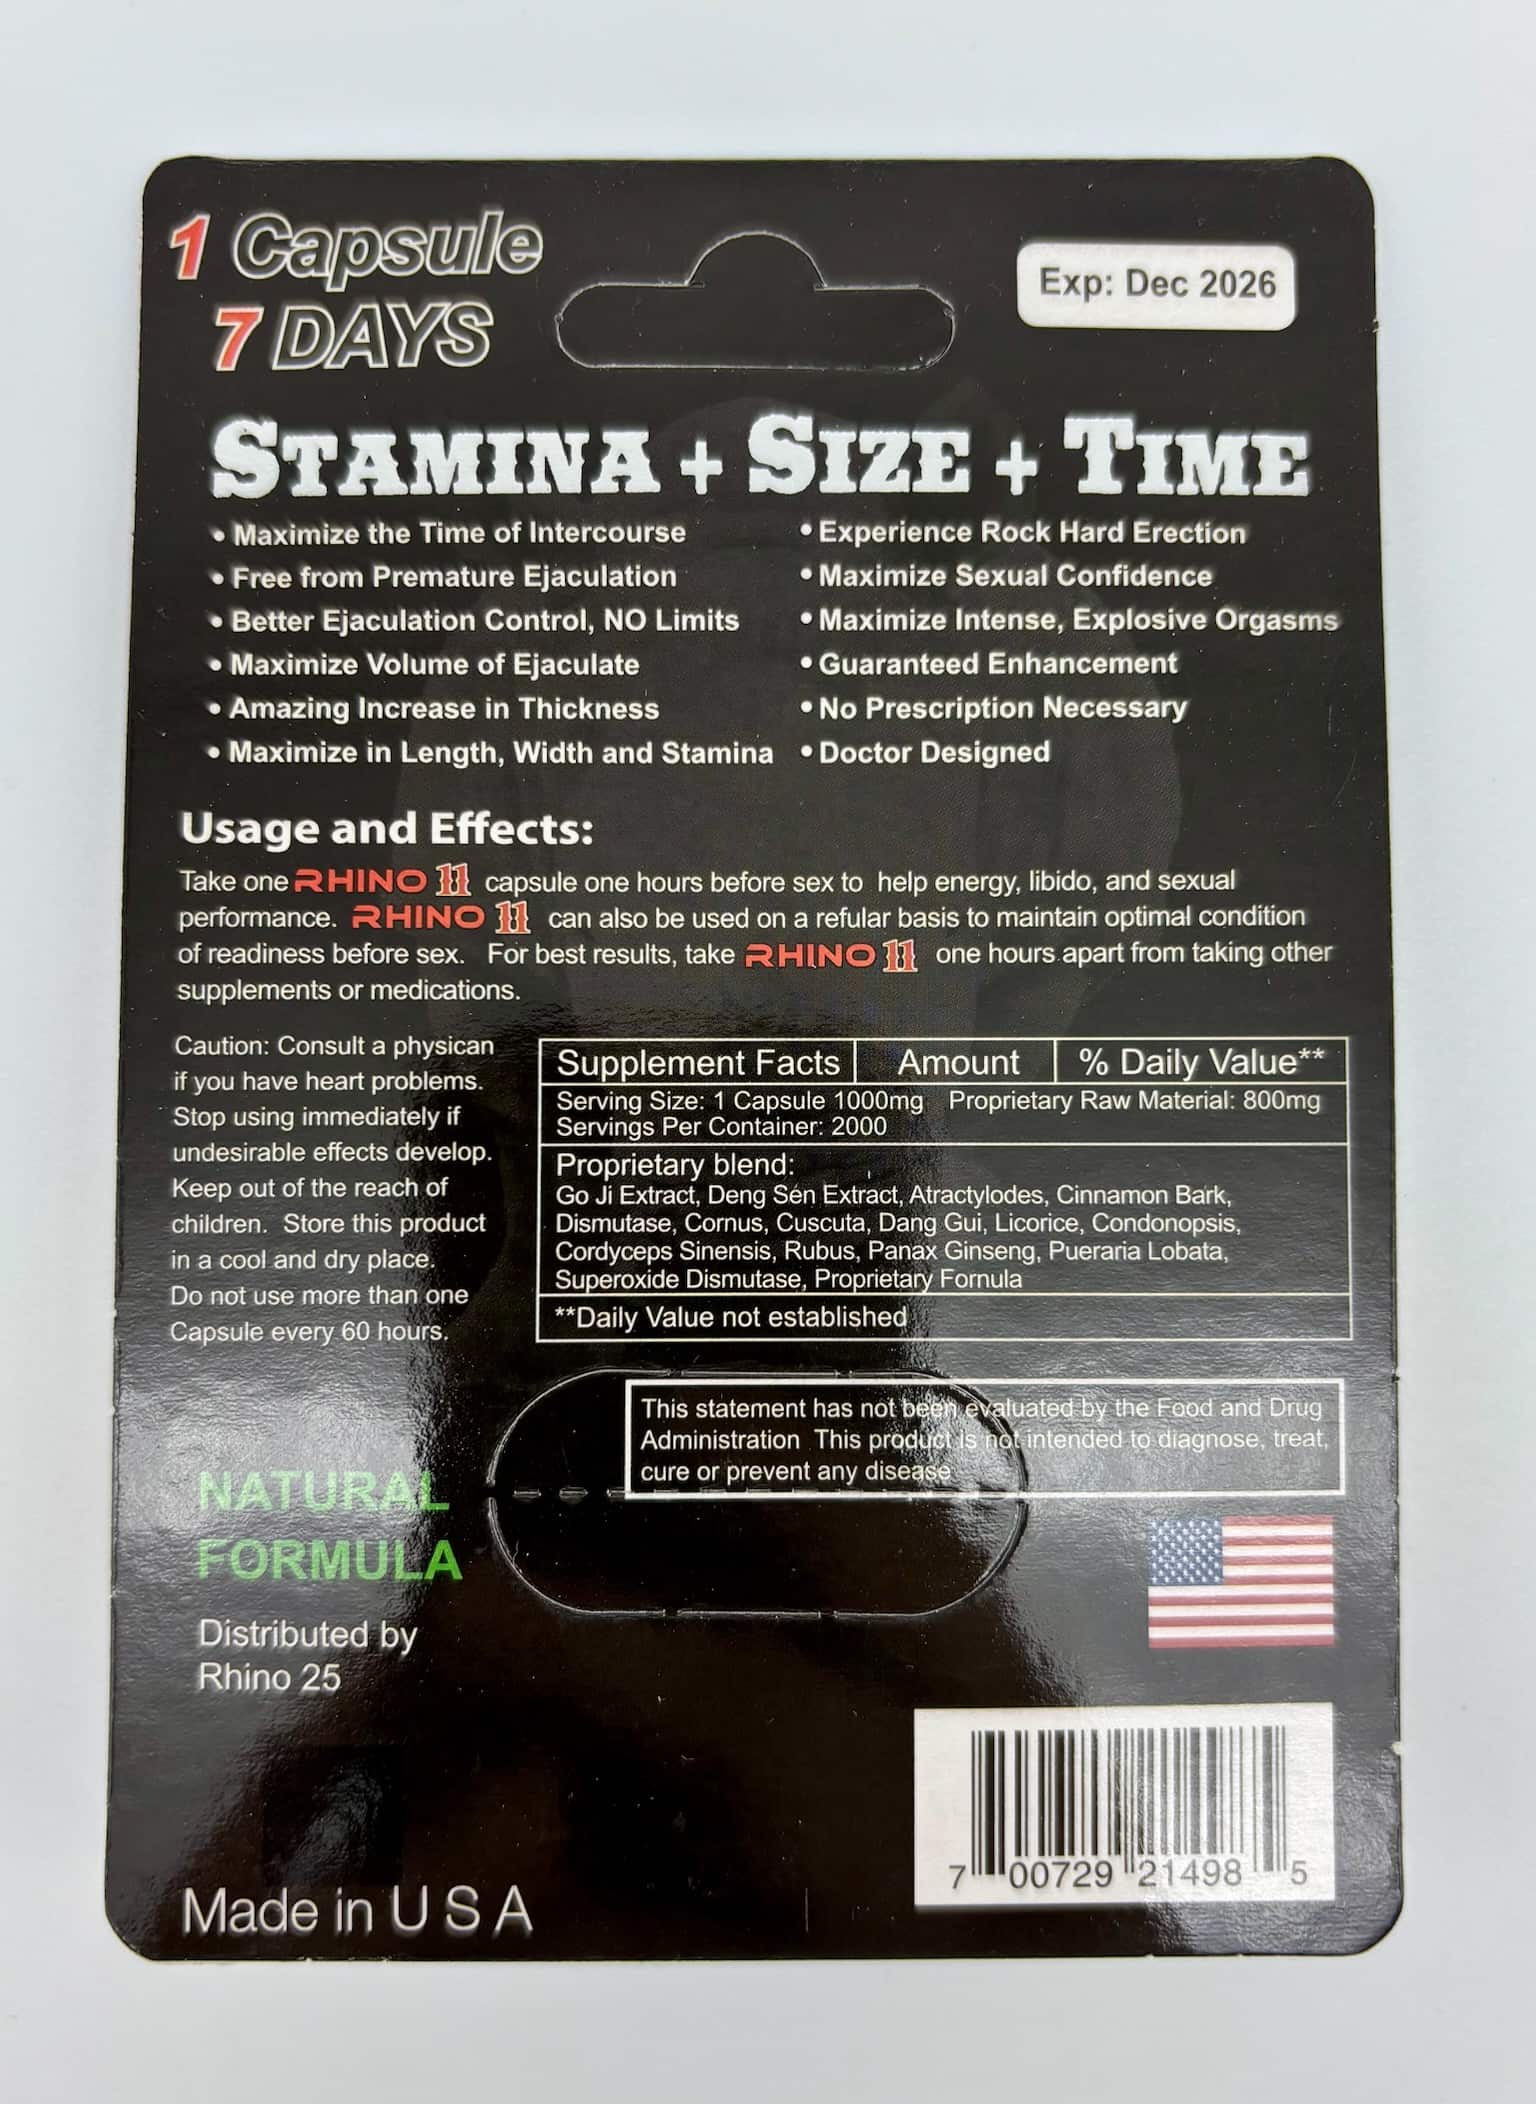 1 Capsule
7 DAYS
Exp: Dec 2026
STAMINA + SIZE + TIME
• Maximize the Time of Intercourse
• Free from Premature Ejaculation
• Better Ejaculation Control, NO Limits
• Maximize Volume of Ejaculate
• Amazing Increase in Thickness
• Maximize in Length, Width and Stamina
• Experience Rock Hard Erection
• Maximize Sexual Confidence
• Maximize Intense, Explosive Orgasms
• Guaranteed Enhancement
• No Prescription Necessary
• Doctor Designed
Usage and Effects:
Take one RHINO 11 capsule one hours before sex to help energy, libido, and sexual
performance. RHINO 11 can also be used on a refular basis to maintain optimal condition
of readiness before sex. For best results, take RHINO 11 one hours apart from taking other
supplements or medications.
Caution: Consult a physican
if you have heart problems.
Stop using immediately if
undesirable effects develop.
Keep out of the reach of
children. Store this product
in a cool and dry place.
Do not use more than one
Capsule every 60 hours.
Supplement Facts Amount % Daily Value**
Serving Size: 1 Capsule 1000mg Proprietary Raw Material: 800mg
Servings Per Container: 2000
Proprietary blend:
Go Ji Extract, Deng Sen Extract, Atractylodes, Cinnamon Bark,
Dismutase, Cornus, Cuscuta, Dang Gui, Licorice, Condonopsis,
Cordyceps Sinensis, Rubus, Panax Ginseng, Pueraria Lobata,
Superoxide Dismutase, Proprietary Fornula
**Daily Value not established
This statement has not been evaluated by the Food and Drug
Administration This product is not intended to diagnose, treat,
cure or prevent any disease
NATURAL
FORMULA
Distributed by
Rhino 25
Made in U S A
7 00729 21498 5